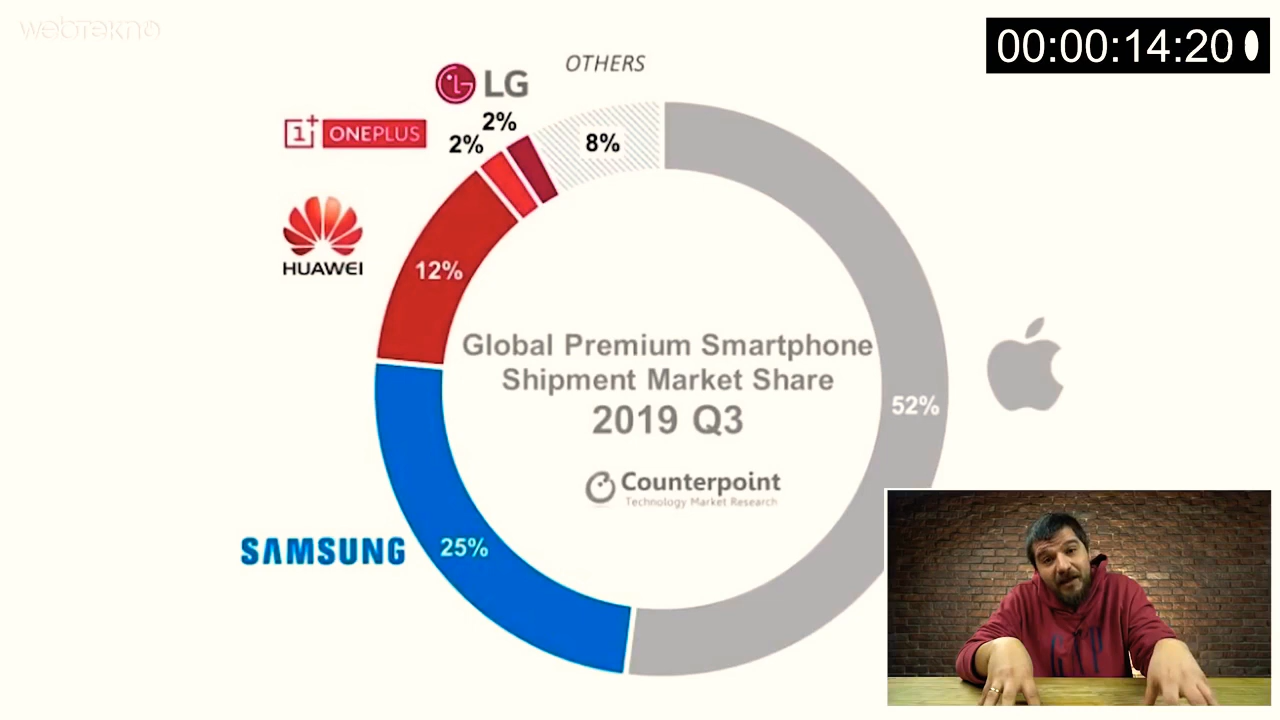 webtekno
00:00:14:20
OTHERS
LG
1+ ONEPLUS
2%
2%
8%
HUAWEI
12%
Global Premium Smartphone
Shipment Market Share
2019 Q3
52%
Counterpoint
Technology Market Research
SAMSUNG
25%